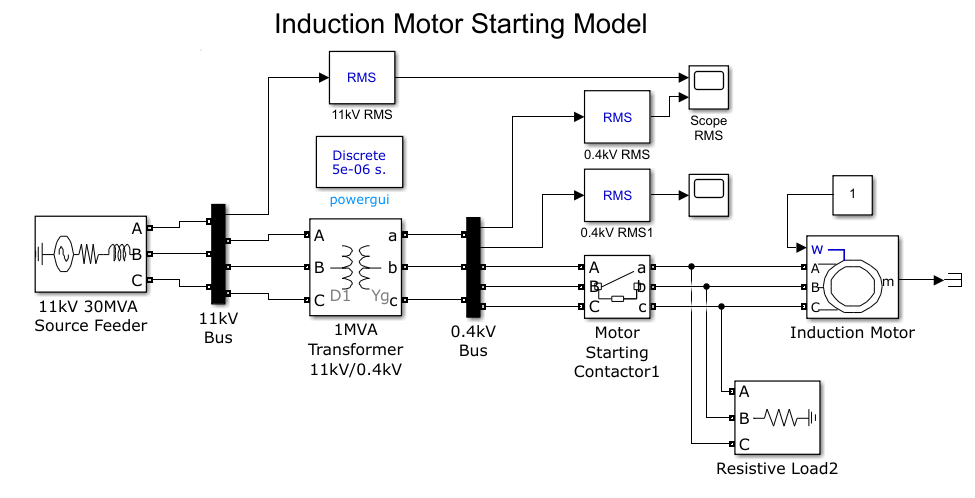 Induction Motor Starting Model
RMS
11kV RMS
RMS
0.4kV RMS
Scope
RMS
Discrete
5e-06 s.
powergui
RMS
0.4kV RMS1
1
A
B
C
11kV 30MVA
Source Feeder
11kV
Bus
A
B
C
a
b
c
D1
Yg
1MVA
Transformer
11kV/0.4kV
0.4kV
Bus
A
B
C
a
b
c
Motor
Starting
Contactor1
w
A
B
C
m
Induction Motor
A
B
C
Resistive Load2